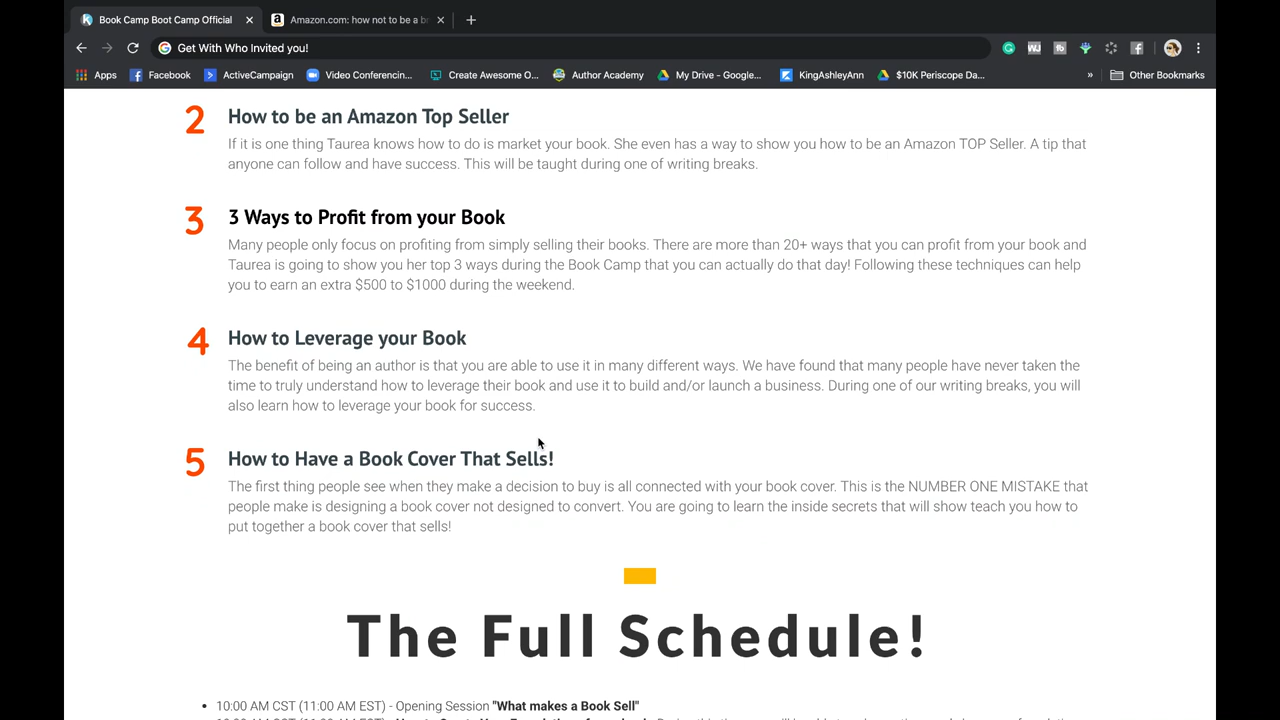 Book Camp Boot Camp Official
Amazon.com: how not to be a b
Get With Who Invited you!
Apps Facebook ActiveCampaign Video Conferencin... Create Awesome O... Author Academy My Drive – Google... KingAshleyAnn $10K Periscope Da... » Other Bookmarks
2 How to be an Amazon Top Seller
If it is one thing Taurea knows how to do is market your book. She even has a way to show you how to be an Amazon TOP Seller. A tip that
anyone can follow and have success. This will be taught during one of writing breaks.
3 3 Ways to Profit from your Book
Many people only focus on profiting from simply selling their books. There are more than 20+ ways that you can profit from your book and
Taurea is going to show you her top 3 ways during the Book Camp that you can actually do that day! Following these techniques can help
you to earn an extra $500 to $1000 during the weekend.
4 How to Leverage your Book
The benefit of being an author is that you are able to use it in many different ways. We have found that many people have never taken the
time to truly understand how to leverage their book and use it to build and/or launch a business. During one of our writing breaks, you will
also learn how to leverage your book for success.
5 How to Have a Book Cover That Sells!
The first thing people see when they make a decision to buy is all connected with your book cover. This is the NUMBER ONE MISTAKE that
people make is designing a book cover not designed to convert. You are going to learn the inside secrets that will show teach you how to
put together a book cover that sells!
The Full Schedule!
• 10:00 AM CST (11:00 AM EST) - Opening Session "What makes a Book Sell"